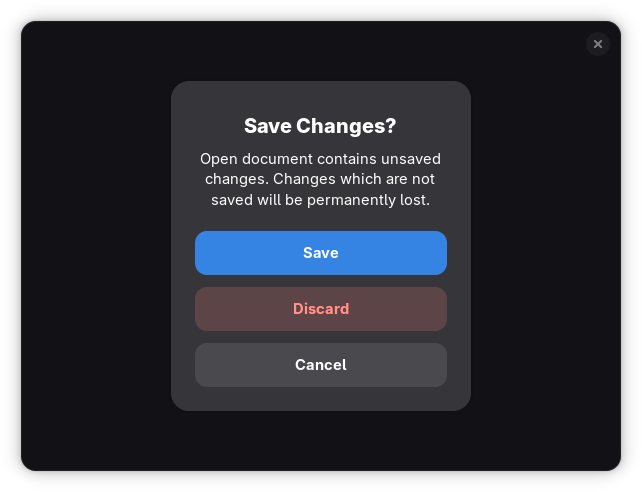 Save Changes?
Open document contains unsaved
changes. Changes which are not
saved will be permanently lost.
Save
Discard
Cancel